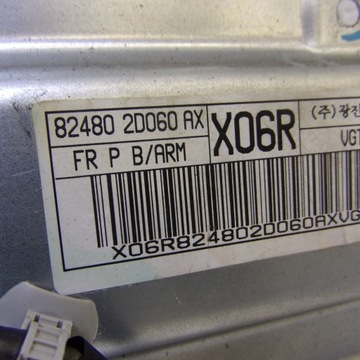 82480 2D060 AX X06R (주)광진
FR P B/ARM VG
X06R824802D060AXVG